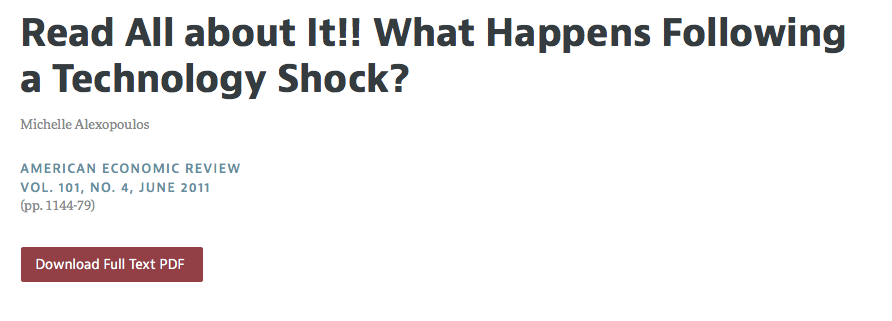 Read All about It!! What Happens Following
a Technology Shock?
Michelle Alexopoulos
AMERICAN ECONOMIC REVIEW
VOL. 101, NO. 4, JUNE 2011
(pp. 1144-79)
Download Full Text PDF